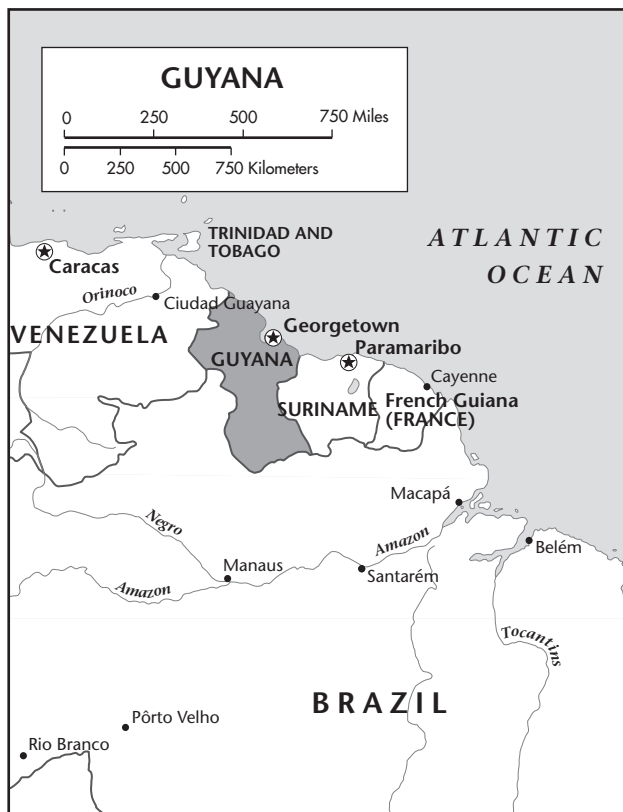 GUYANA
0 250 500 750 Miles
0 250 500 750 Kilometers
TRINIDAD AND
TOBAGO
ATLANTIC
OCEAN
Caracas
Orinoco
Ciudad Guayana
VENEZUELA
Georgetown
GUYANA
Paramaribo
Cayenne
SURINAME
French Guiana
(FRANCE)
Macapá
Negro
Amazon
Belém
Manaus
Santarém
Amazon
Tocantins
BRAZIL
Pôrto Velho
Rio Branco